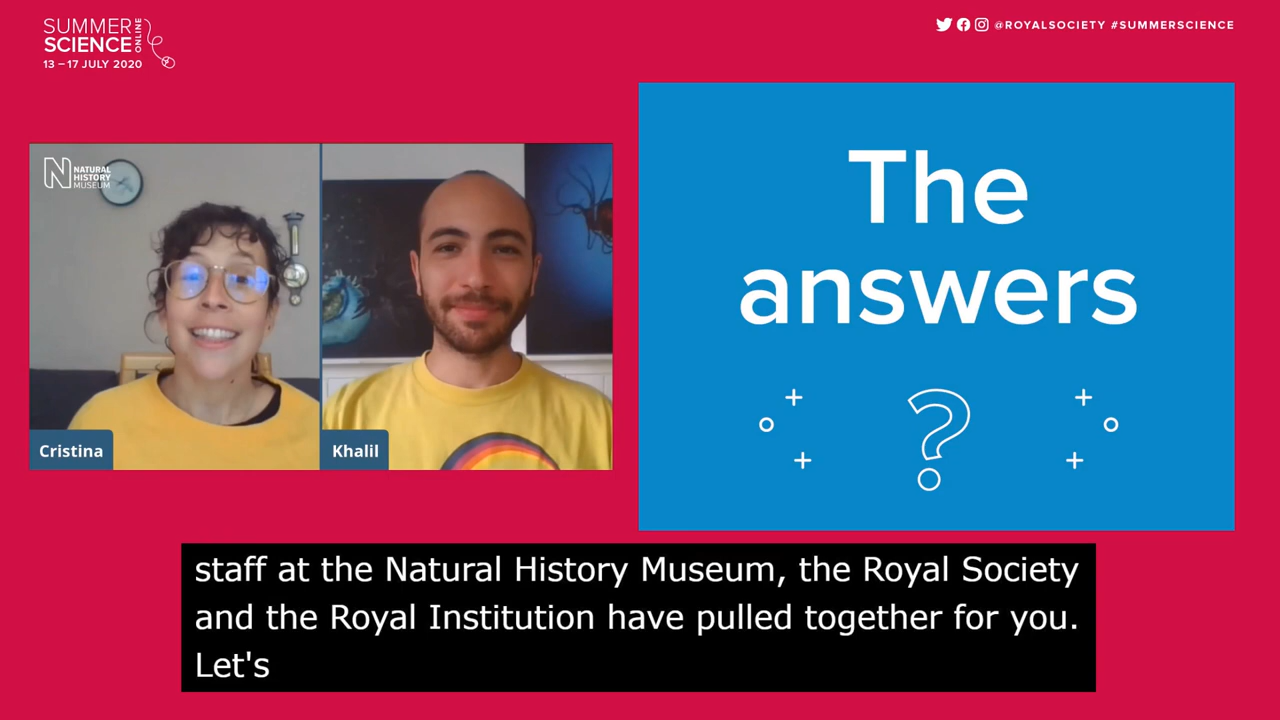 SUMMER
SCIENCE
ONLINE
13 – 17 JULY 2020
@ROYALSOCIETY #SUMMERSCIENCE
NATURAL
HISTORY
MUSEUM
Cristina
Khalil
The
answers
?
staff at the Natural History Museum, the Royal Society
and the Royal Institution have pulled together for you.
Let's